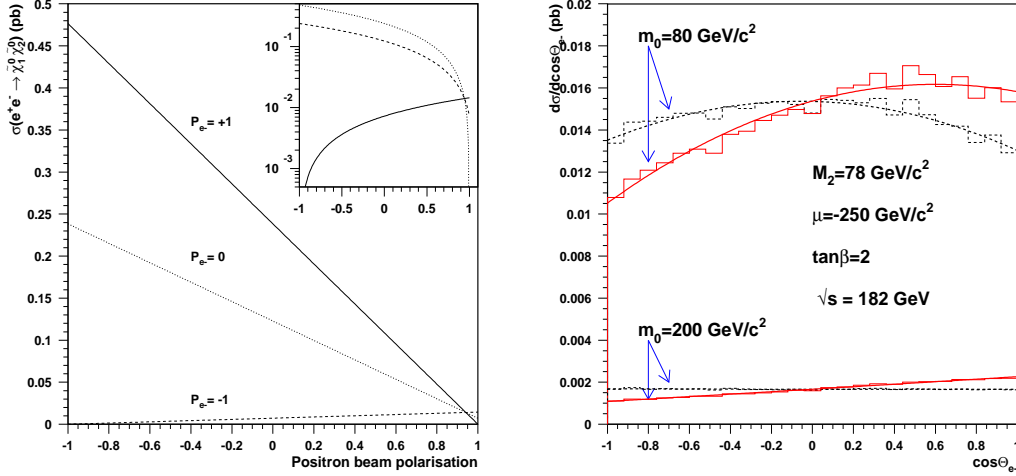 σ(e⁺e⁻ → χ̃₁⁰ χ̃₂⁰) (pb)
0.5
0.45
0.4
0.35
0.3
0.25
0.2
0.15
0.1
0.05
0
-1 -0.8 -0.6 -0.4 -0.2 0 0.2 0.4 0.6 0.8 1
Positron beam polarisation
P_e-= +1
P_e-= 0
P_e-= -1
10⁻¹
10⁻²
10⁻³
-1 -0.5 0 0.5 1
dσ/dcosΘ_e- (pb)
0.02
0.018
0.016
0.014
0.012
0.01
0.008
0.006
0.004
0.002
0
-1 -0.8 -0.6 -0.4 -0.2 0 0.2 0.4 0.6 0.8 1
cosΘ_e-
m₀=80 GeV/c²
M₂=78 GeV/c²
μ=-250 GeV/c²
tanβ=2
√s = 182 GeV
m₀=200 GeV/c²